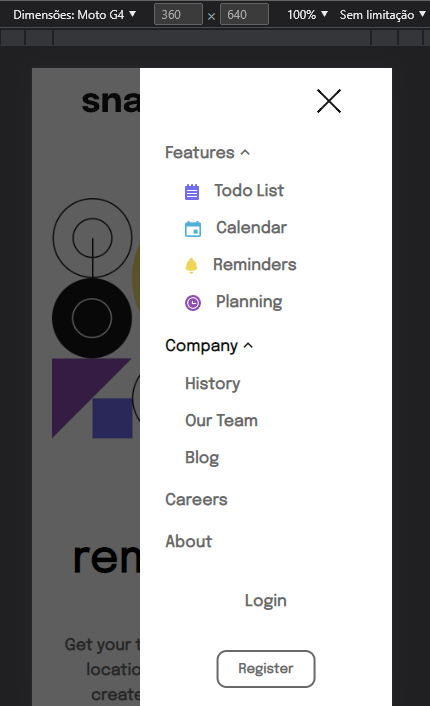 Dimensões: Moto G4 360 × 640 100% Sem limitação
sna
Features
Todo List
Calendar
Reminders
Planning
Company
History
Our Team
Blog
Careers
About
ren
Login
Get your t
locatio
Register
create